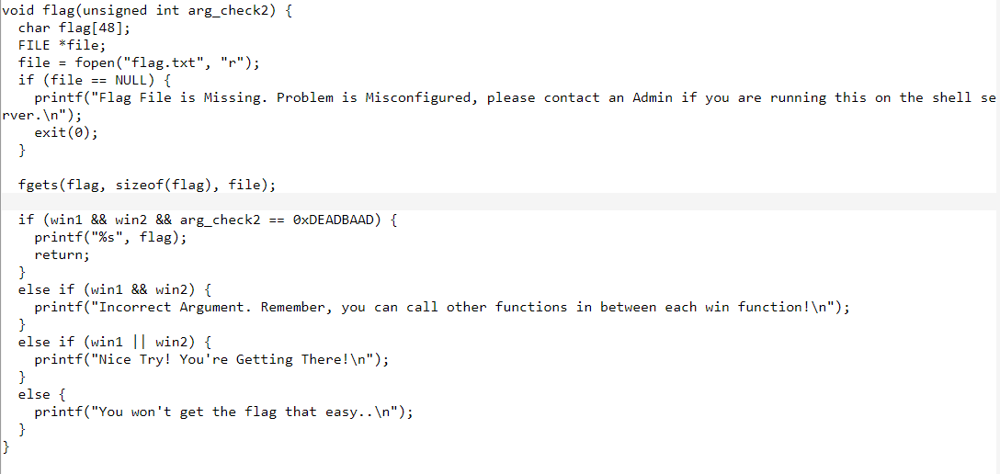 void flag(unsigned int arg_check2) {
  char flag[48];
  FILE *file;
  file = fopen("flag.txt", "r");
  if (file == NULL) {
    printf("Flag File is Missing. Problem is Misconfigured, please contact an Admin if you are running this on the shell se
rver.\n");
    exit(0);
  }

  fgets(flag, sizeof(flag), file);

  if (win1 && win2 && arg_check2 == 0xDEADBAAD) {
    printf("%s", flag);
    return;
  }
  else if (win1 && win2) {
    printf("Incorrect Argument. Remember, you can call other functions in between each win function!\n");
  }
  else if (win1 || win2) {
    printf("Nice Try! You're Getting There!\n");
  }
  else {
    printf("You won't get the flag that easy..\n");
  }
}